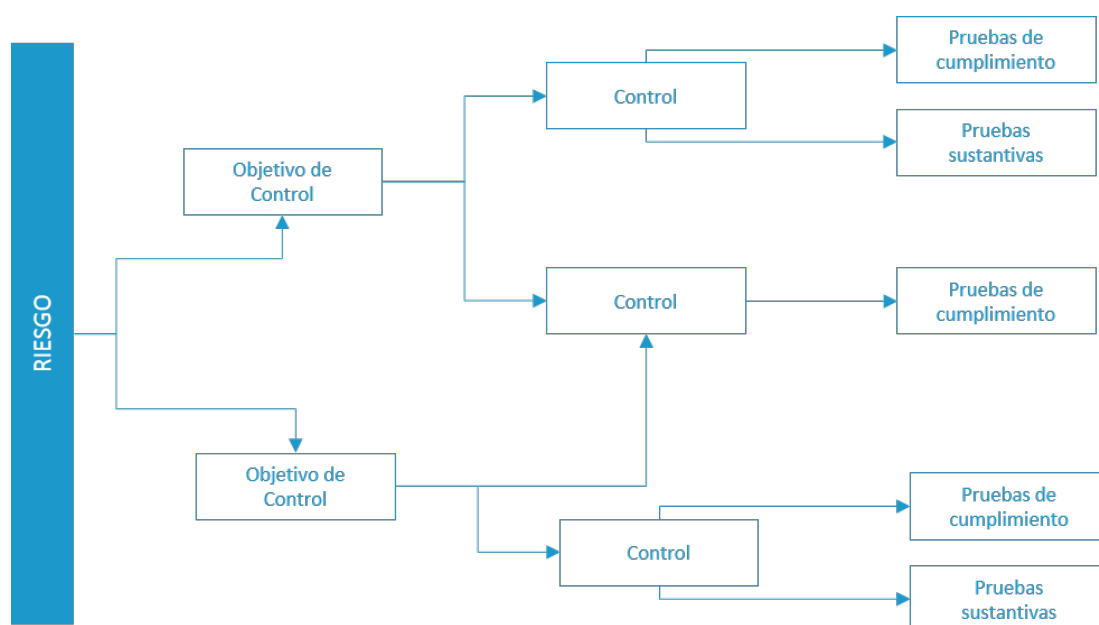 RIESGO
Objetivo de
Control
Objetivo de
Control
Control
Control
Control
Pruebas de
cumplimiento
Pruebas
sustantivas
Pruebas de
cumplimiento
Pruebas de
cumplimiento
Pruebas
sustantivas